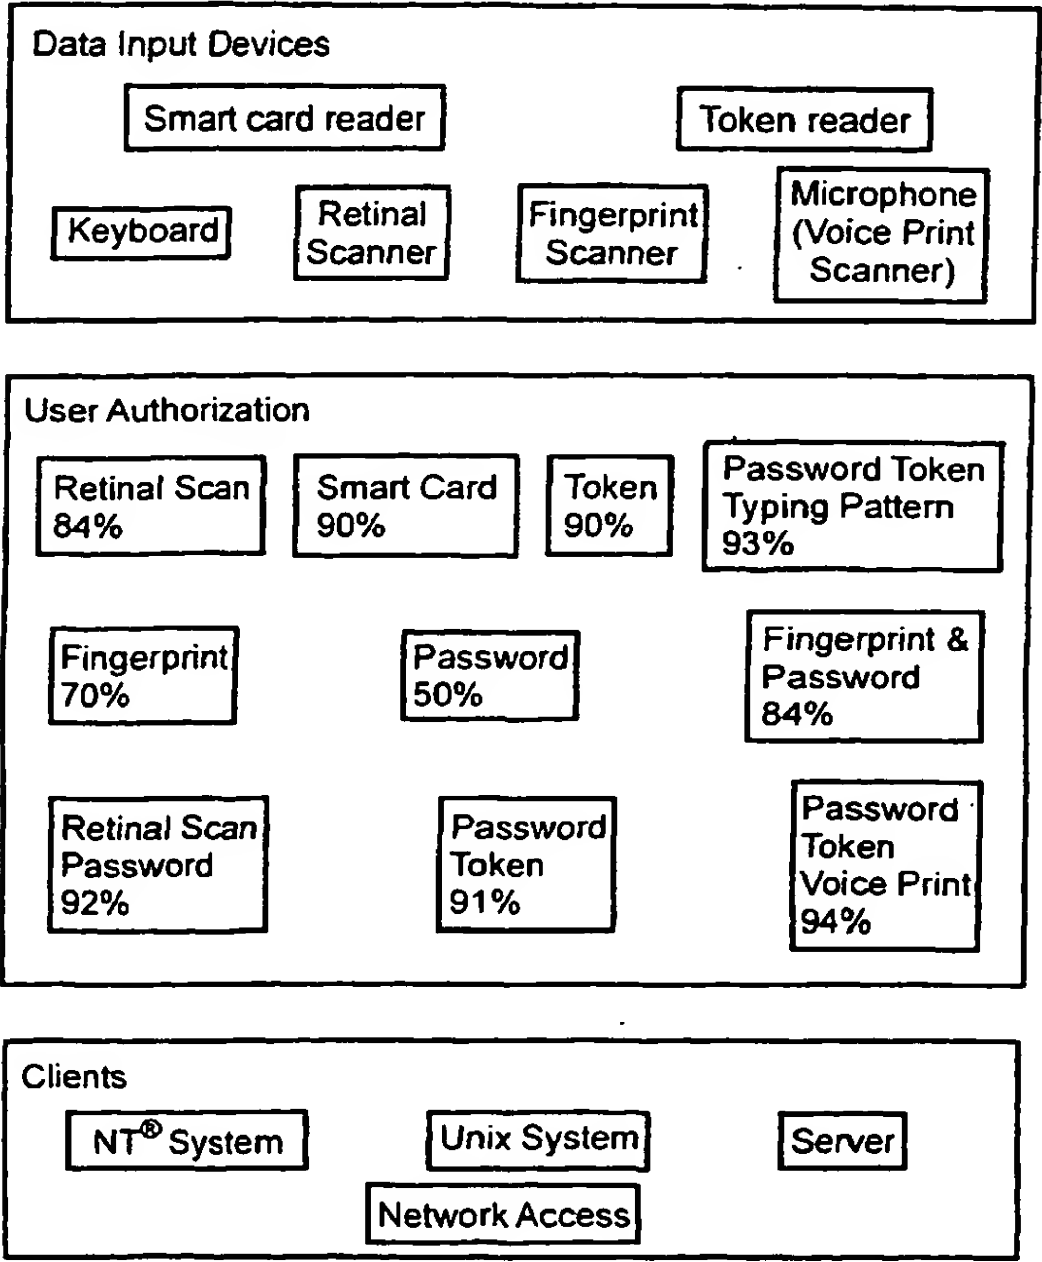 Data Input Devices
Smart card reader
Token reader
Keyboard
Retinal
Scanner
Fingerprint
Scanner
Microphone
(Voice Print
Scanner)
User Authorization
Retinal Scan
84%
Smart Card
90%
Token
90%
Password Token
Typing Pattern
93%
Fingerprint
70%
Password
50%
Fingerprint &
Password
84%
Retinal Scan
Password
92%
Password
Token
91%
Password
Token
Voice Print
94%
Clients
NT® System
Unix System
Server
Network Access